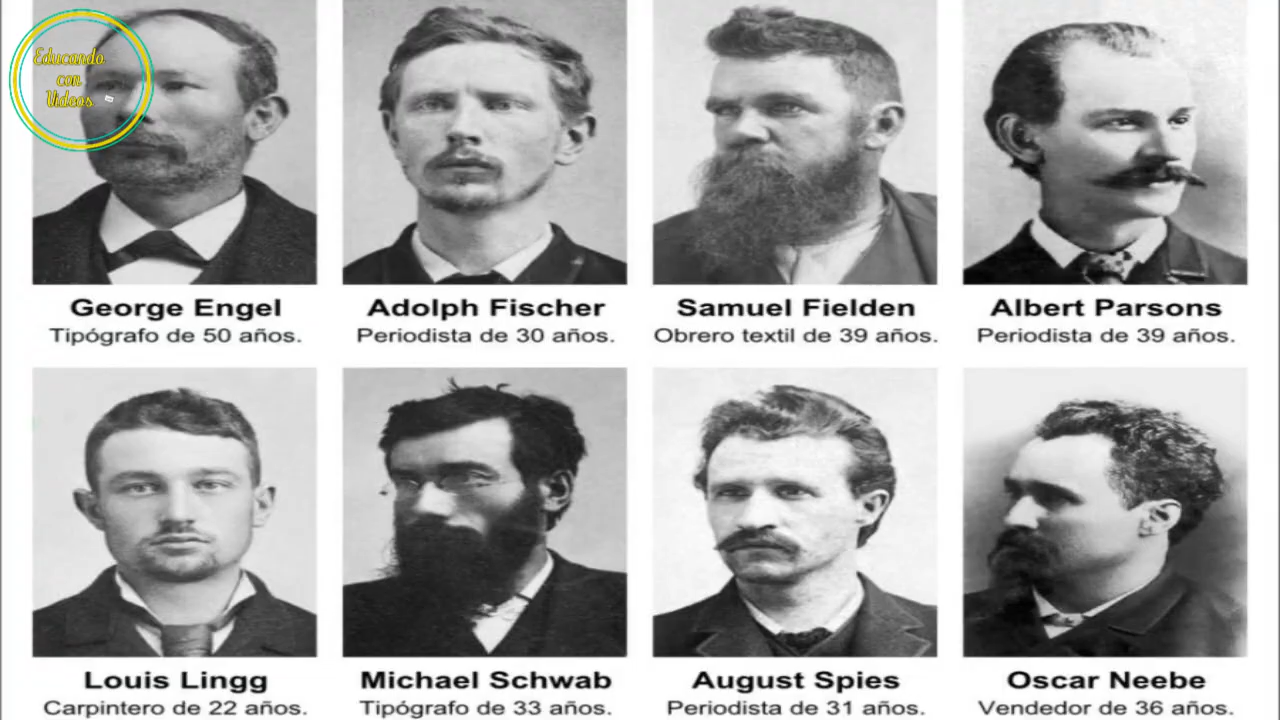 Educando
con
Videos
George Engel
Tipógrafo de 50 años.
Adolph Fischer
Periodista de 30 años.
Samuel Fielden
Obrero textil de 39 años.
Albert Parsons
Periodista de 39 años.
Louis Lingg
Carpintero de 22 años.
Michael Schwab
Tipógrafo de 33 años.
August Spies
Periodista de 31 años.
Oscar Neebe
Vendedor de 36 años.